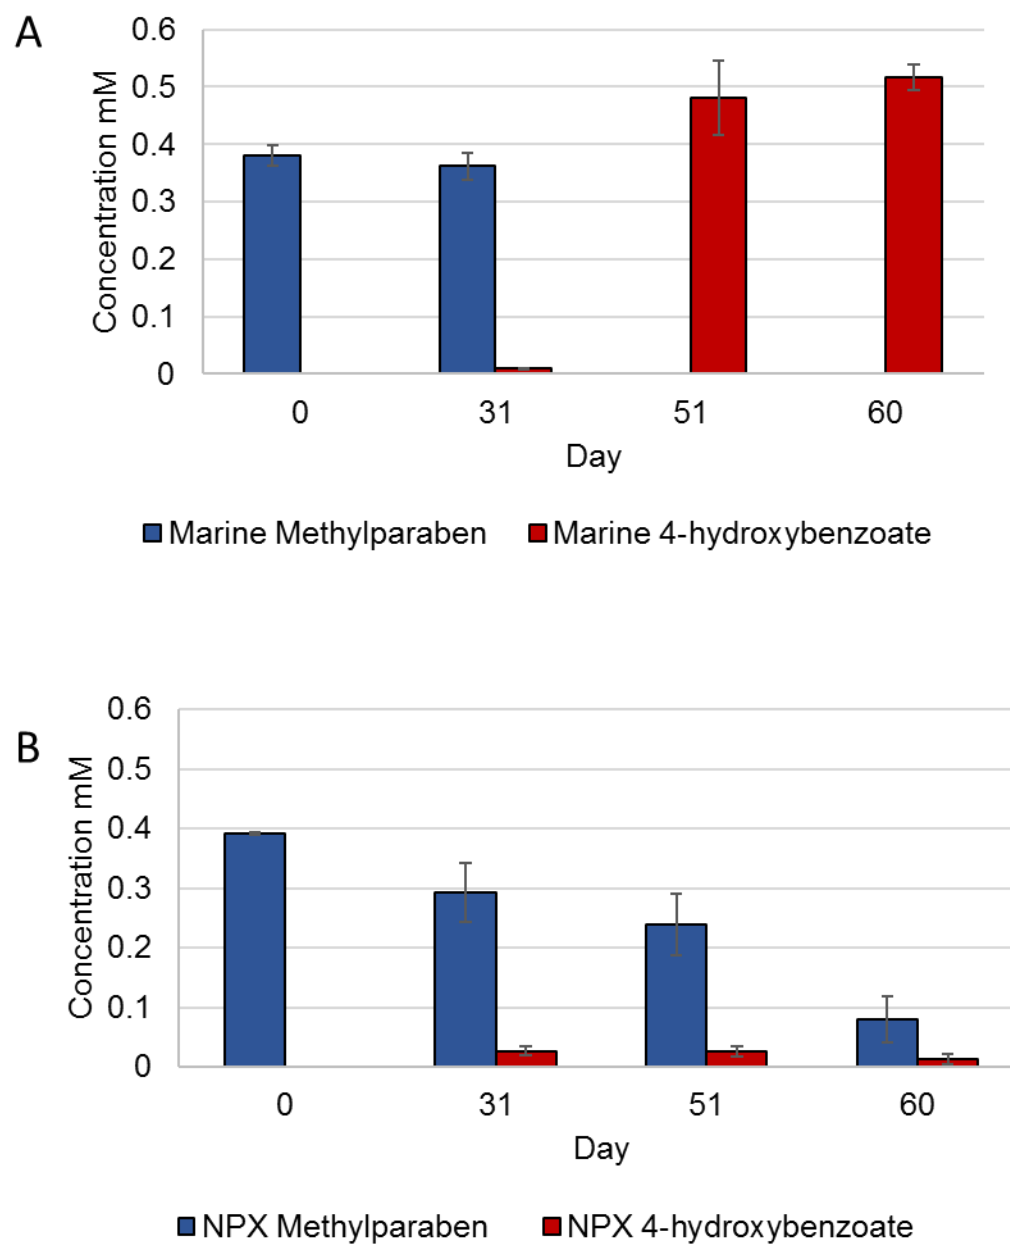 A
Concentration mM
0.6
0.5
0.4
0.3
0.2
0.1
0
0 31 51 60
Day
Marine Methylparaben Marine 4-hydroxybenzoate
B
Concentration mM
0.6
0.5
0.4
0.3
0.2
0.1
0
0 31 51 60
Day
NPX Methylparaben NPX 4-hydroxybenzoate